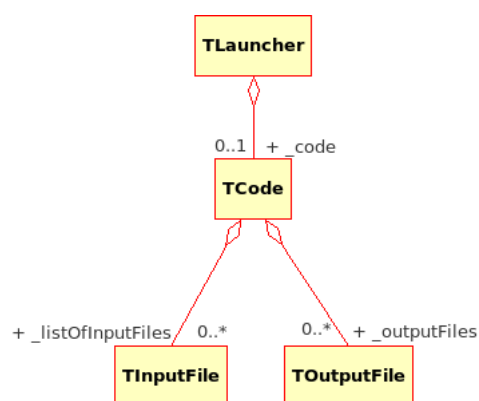 TLauncher
0..1 + _code
TCode
+ _listOfInputFiles 0..* 0..* + _outputFiles
TInputFile TOutputFile